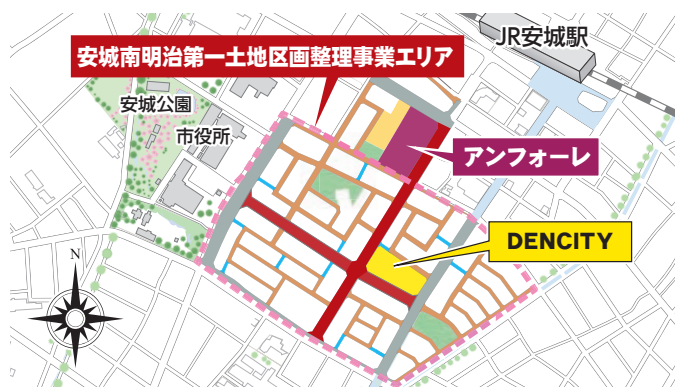 JR安城駅
安城南明治第一土地区画整理事業エリア
安城公園
市役所
アンフォーレ
DENCITY
N